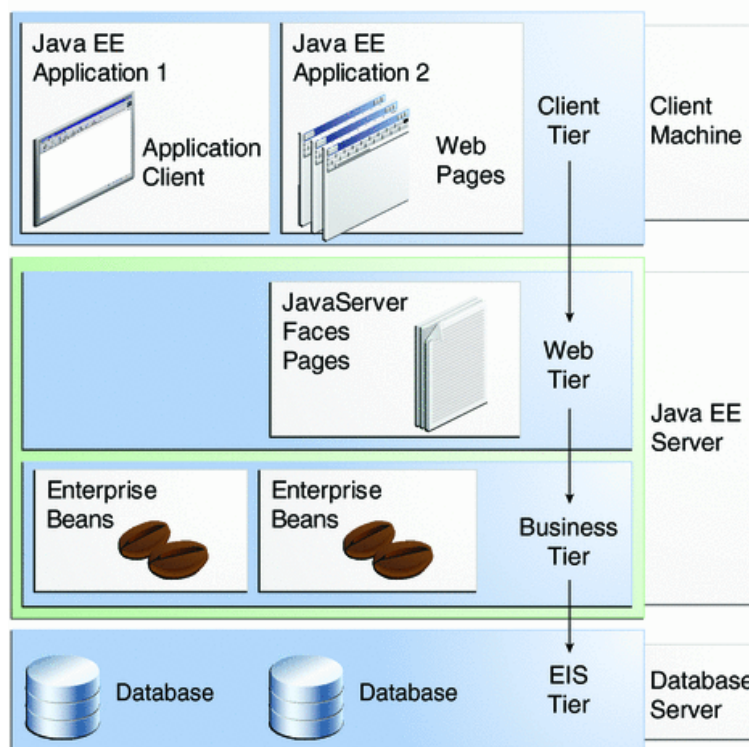 Java EE
Application 1
Application
Client
Java EE
Application 2
Web
Pages
Client
Tier
Client
Machine
JavaServer
Faces
Pages
Web
Tier
Java EE
Server
Enterprise
Beans
Enterprise
Beans
Business
Tier
Database
Database
EIS
Tier
Database
Server